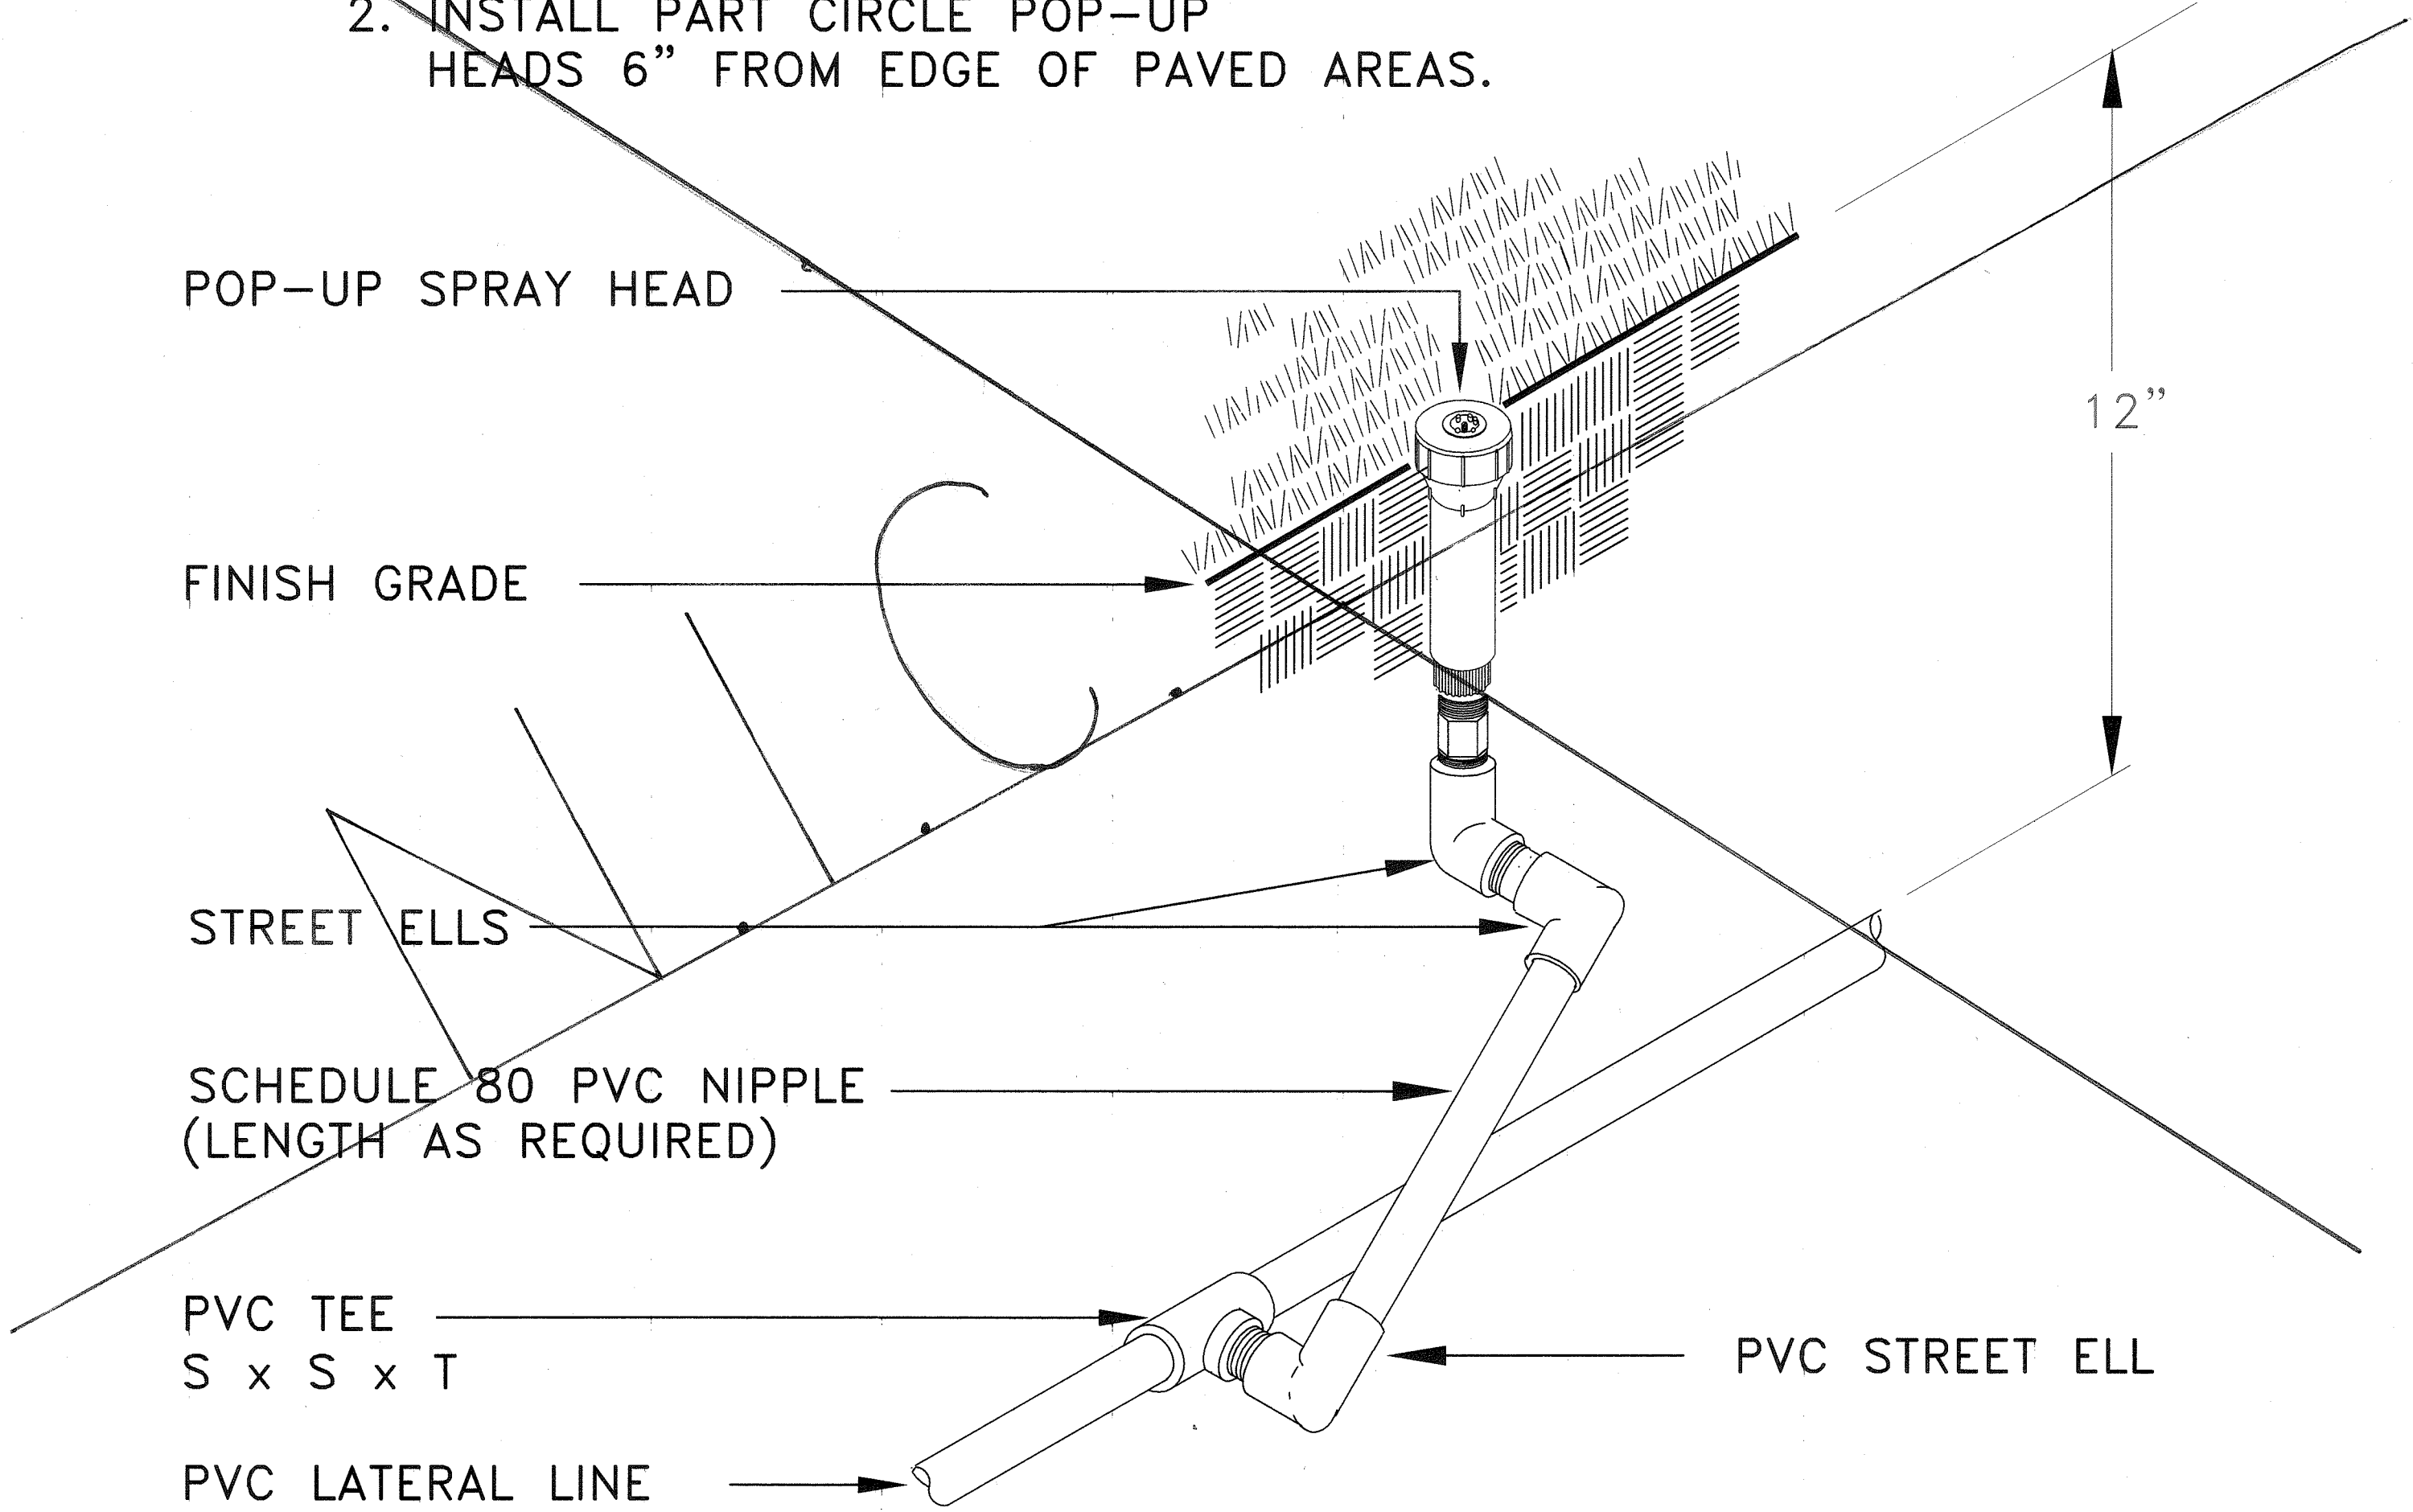 2. INSTALL PART CIRCLE POP-UP
HEADS 6" FROM EDGE OF PAVED AREAS.
POP-UP SPRAY HEAD
12"
FINISH GRADE
STREET ELLS
SCHEDULE 80 PVC NIPPLE
(LENGTH AS REQUIRED)
PVC TEE
S x S x T
PVC STREET ELL
PVC LATERAL LINE